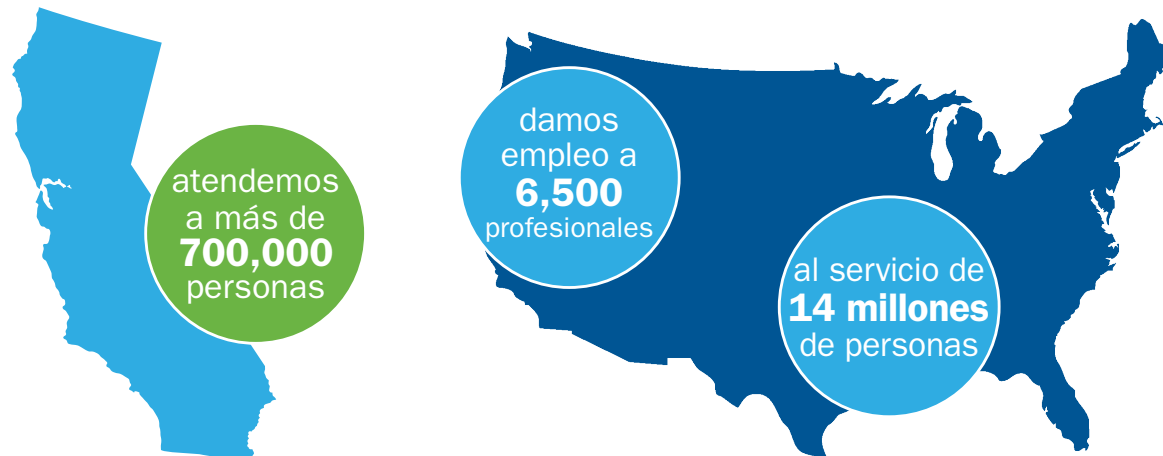 atendemos
a más de
700,000
personas
damos
empleo a
6,500
profesionales
al servicio de
14 millones
de personas